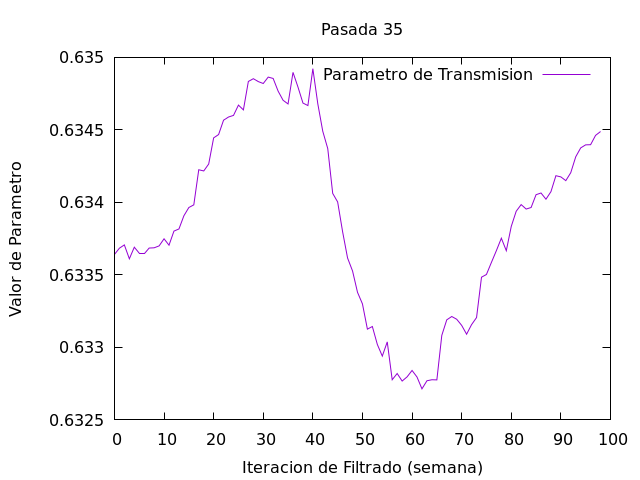 Pasada 35
Parametro de Transmision
Valor de Parametro
0.635
0.6345
0.634
0.6335
0.633
0.6325
0 10 20 30 40 50 60 70 80 90 100
Iteracion de Filtrado (semana)